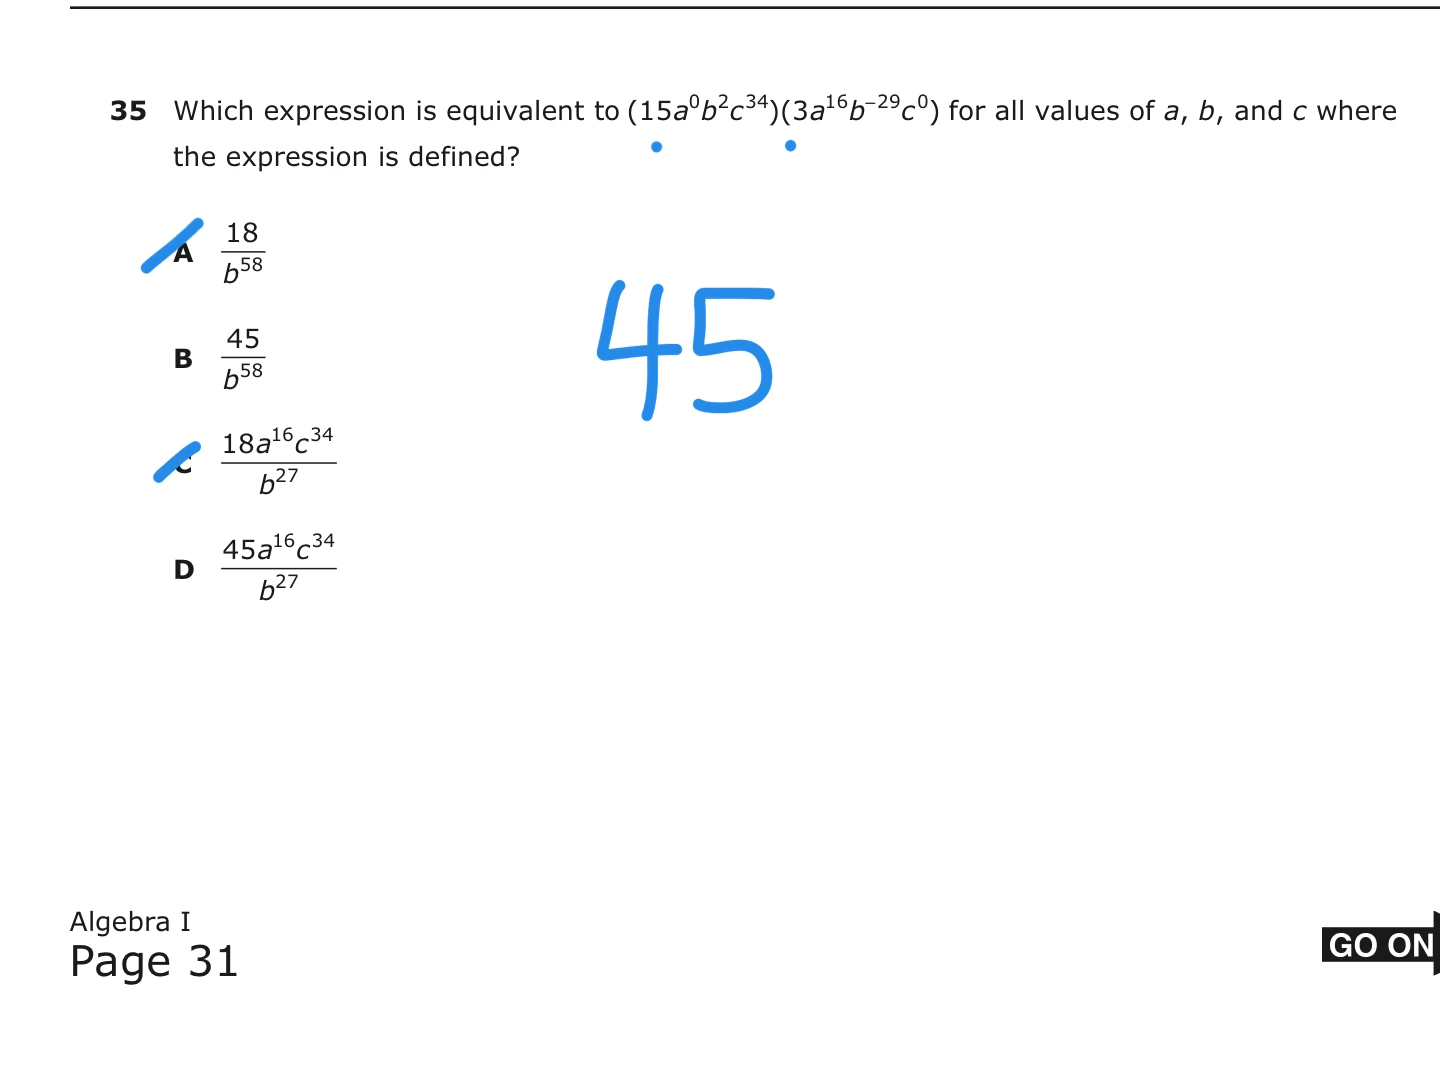 35 Which expression is equivalent to (15a⁰b²c³⁴)(3a¹⁶b⁻²⁹c⁰) for all values of a, b, and c where
the expression is defined?
A 18/b⁵⁸
B 45/b⁵⁸
C 18a¹⁶c³⁴/b²⁷
D 45a¹⁶c³⁴/b²⁷
45
Algebra I
Page 31
GO ON